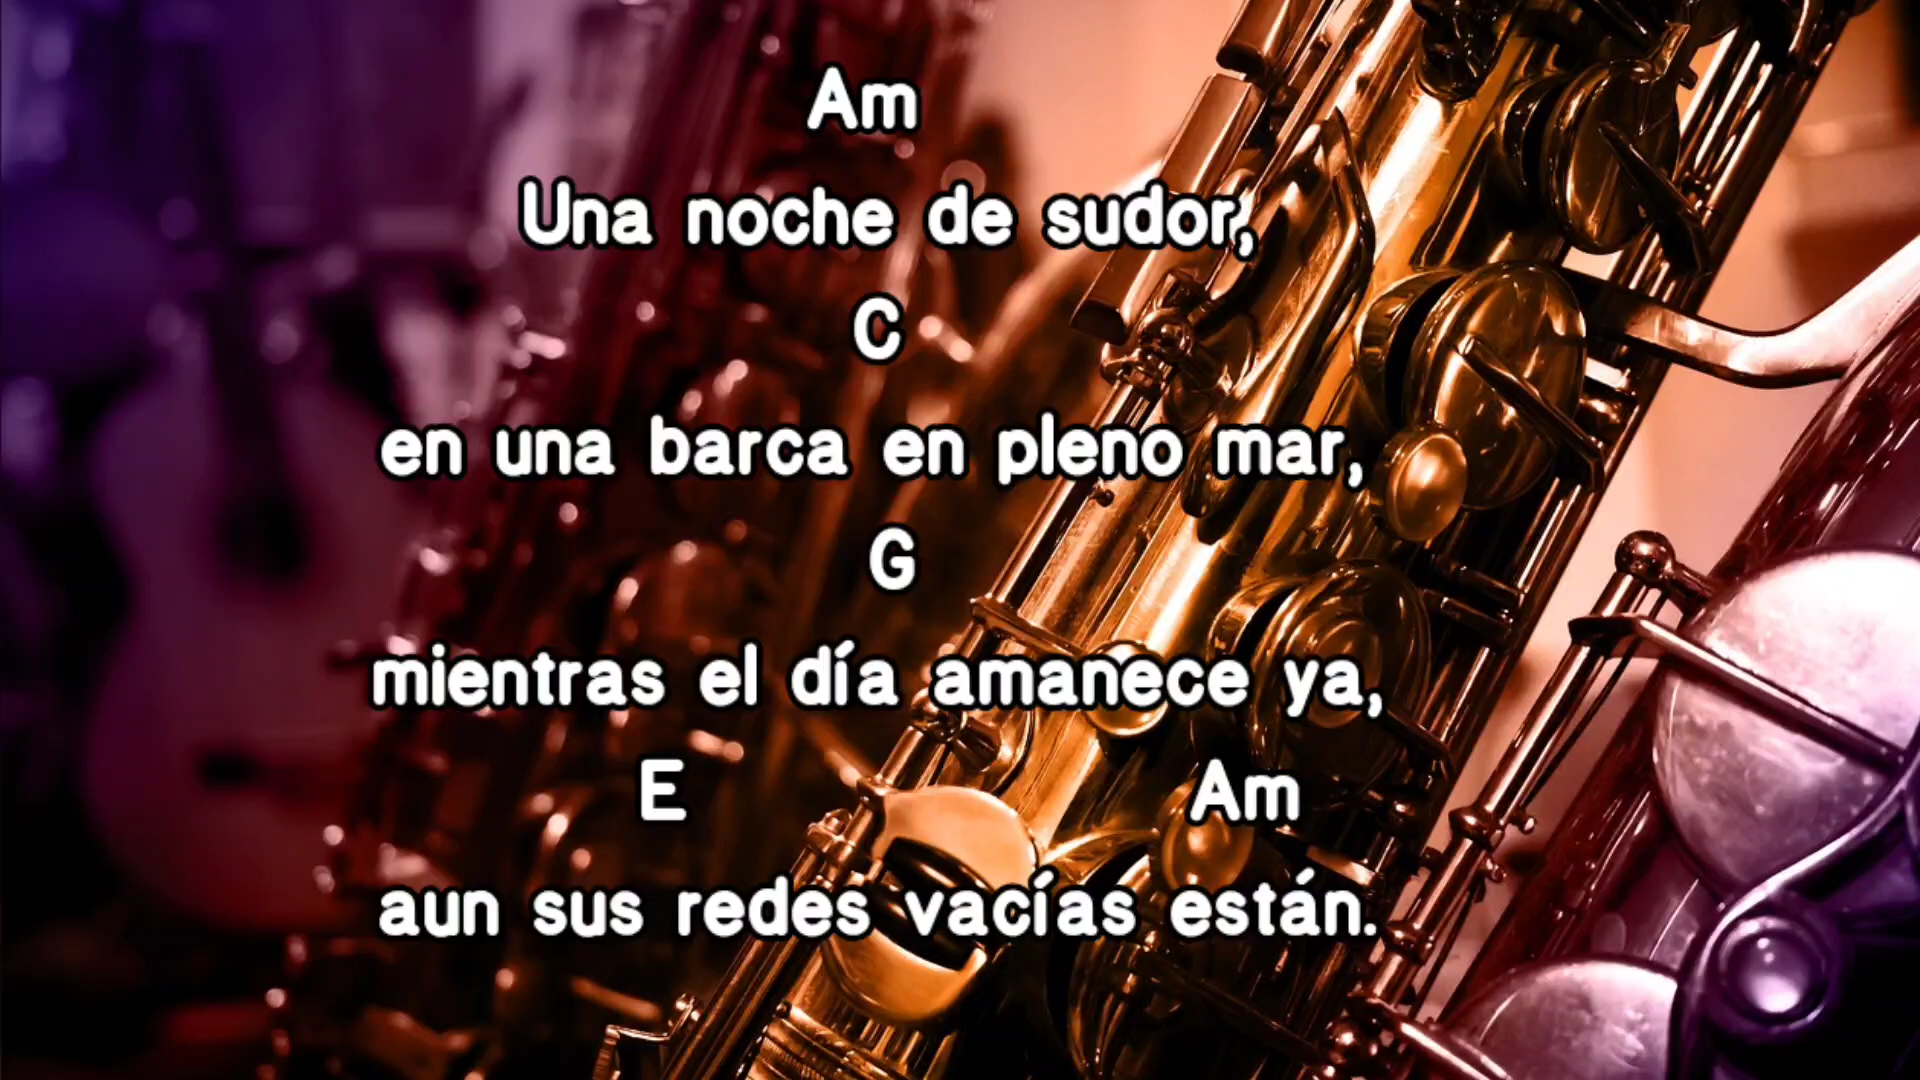 Am
Una noche de sudor,
C
en una barca en pleno mar,
G
mientras el día amanece ya,
E Am
aun sus redes vacías están.